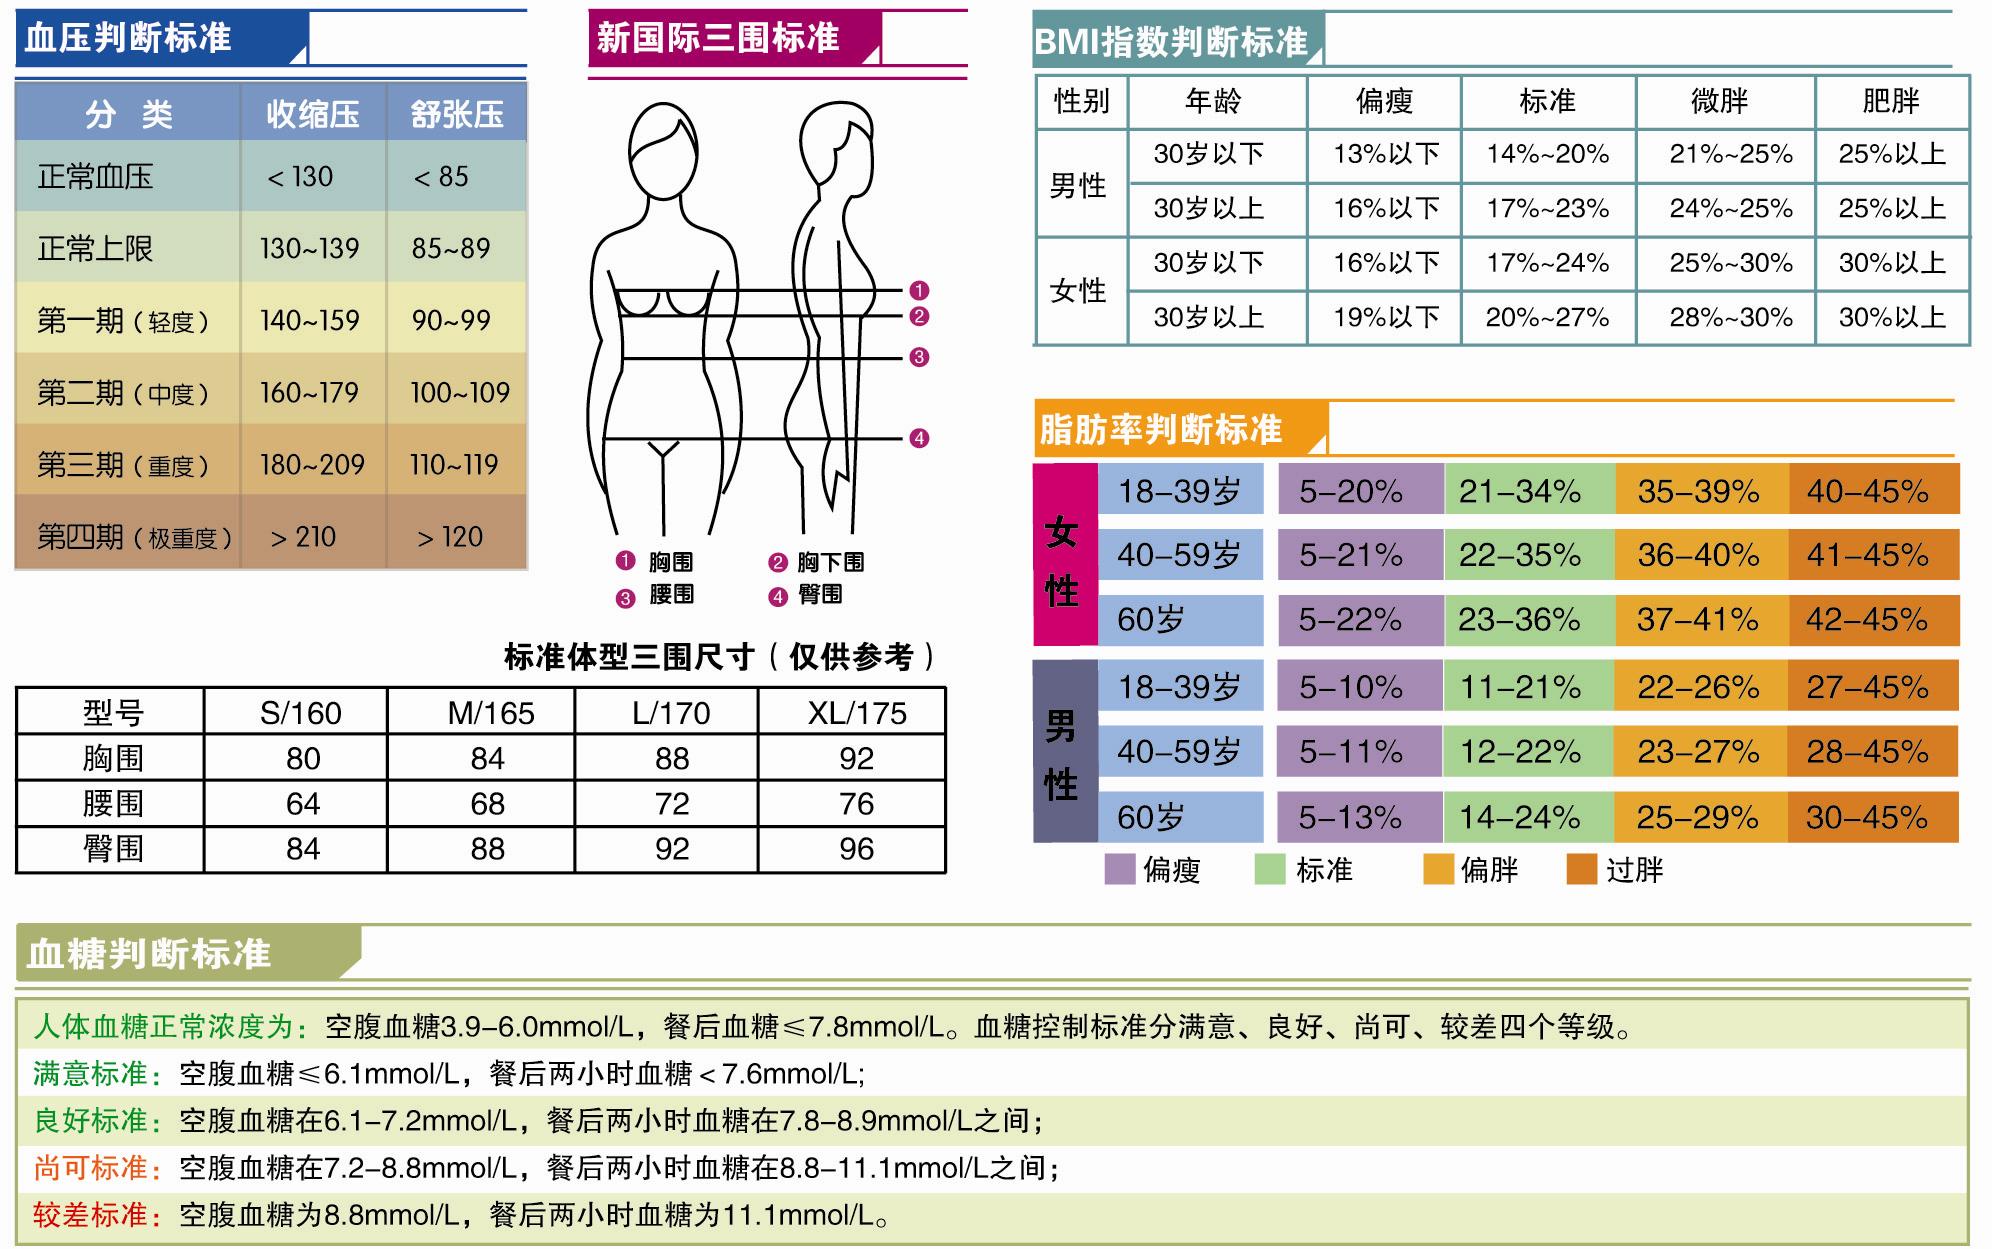 血压判断标准
分 类 收缩压 舒张压
正常血压 ＜130 ＜85
正常上限 130~139 85~89
第一期（轻度） 140~159 90~99
第二期（中度） 160~179 100~109
第三期（重度） 180~209 110~119
第四期（极重度） ＞210 ＞120
新国际三围标准
1
2
3
4
1 胸围 2 胸下围
3 腰围 4 臀围
标准体型三围尺寸（仅供参考）
型号 S/160 M/165 L/170 XL/175
胸围 80 84 88 92
腰围 64 68 72 76
臀围 84 88 92 96
BMI指数判断标准
性别 年龄 偏瘦 标准 微胖 肥胖
男性
30岁以下 13%以下 14%~20% 21%~25% 25%以上
30岁以上 16%以下 17%~23% 24%~25% 25%以上
女性
30岁以下 16%以下 17%~24% 25%~30% 30%以上
30岁以上 19%以下 20%~27% 28%~30% 30%以上
脂肪率判断标准
女性
18-39岁 5-20% 21-34% 35-39% 40-45%
40-59岁 5-21% 22-35% 36-40% 41-45%
60岁 5-22% 23-36% 37-41% 42-45%
男性
18-39岁 5-10% 11-21% 22-26% 27-45%
40-59岁 5-11% 12-22% 23-27% 28-45%
60岁 5-13% 14-24% 25-29% 30-45%
偏瘦 标准 偏胖 过胖
血糖判断标准
人体血糖正常浓度为：空腹血糖3.9-6.0mmol/L，餐后血糖≤7.8mmol/L。血糖控制标准分满意、良好、尚可、较差四个等级。
满意标准：空腹血糖≤6.1mmol/L，餐后两小时血糖＜7.6mmol/L;
良好标准：空腹血糖在6.1-7.2mmol/L，餐后两小时血糖在7.8-8.9mmol/L之间；
尚可标准：空腹血糖在7.2-8.8mmol/L，餐后两小时血糖在8.8-11.1mmol/L之间；
较差标准：空腹血糖为8.8mmol/L，餐后两小时血糖为11.1mmol/L。